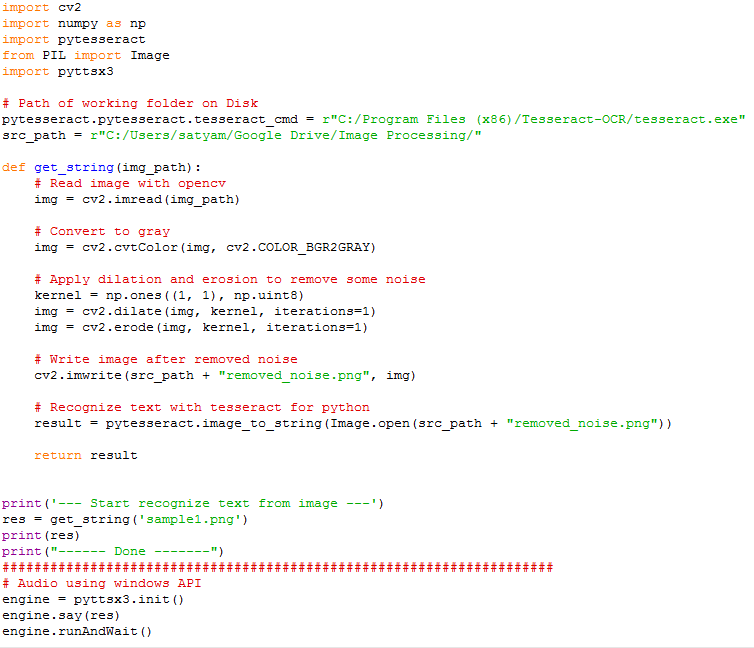 import cv2
import numpy as np
import pytesseract
from PIL import Image
import pyttsx3

# Path of working folder on Disk
pytesseract.pytesseract.tesseract_cmd = r"C:/Program Files (x86)/Tesseract-OCR/tesseract.exe"
src_path = r"C:/Users/satyam/Google Drive/Image Processing/"

def get_string(img_path):
    # Read image with opencv
    img = cv2.imread(img_path)

    # Convert to gray
    img = cv2.cvtColor(img, cv2.COLOR_BGR2GRAY)

    # Apply dilation and erosion to remove some noise
    kernel = np.ones((1, 1), np.uint8)
    img = cv2.dilate(img, kernel, iterations=1)
    img = cv2.erode(img, kernel, iterations=1)

    # Write image after removed noise
    cv2.imwrite(src_path + "removed_noise.png", img)

    # Recognize text with tesseract for python
    result = pytesseract.image_to_string(Image.open(src_path + "removed_noise.png"))

    return result


print('--- Start recognize text from image ---')
res = get_string('sample1.png')
print(res)
print("------ Done -------")
#####################################################################
# Audio using windows API
engine = pyttsx3.init()
engine.say(res)
engine.runAndWait()